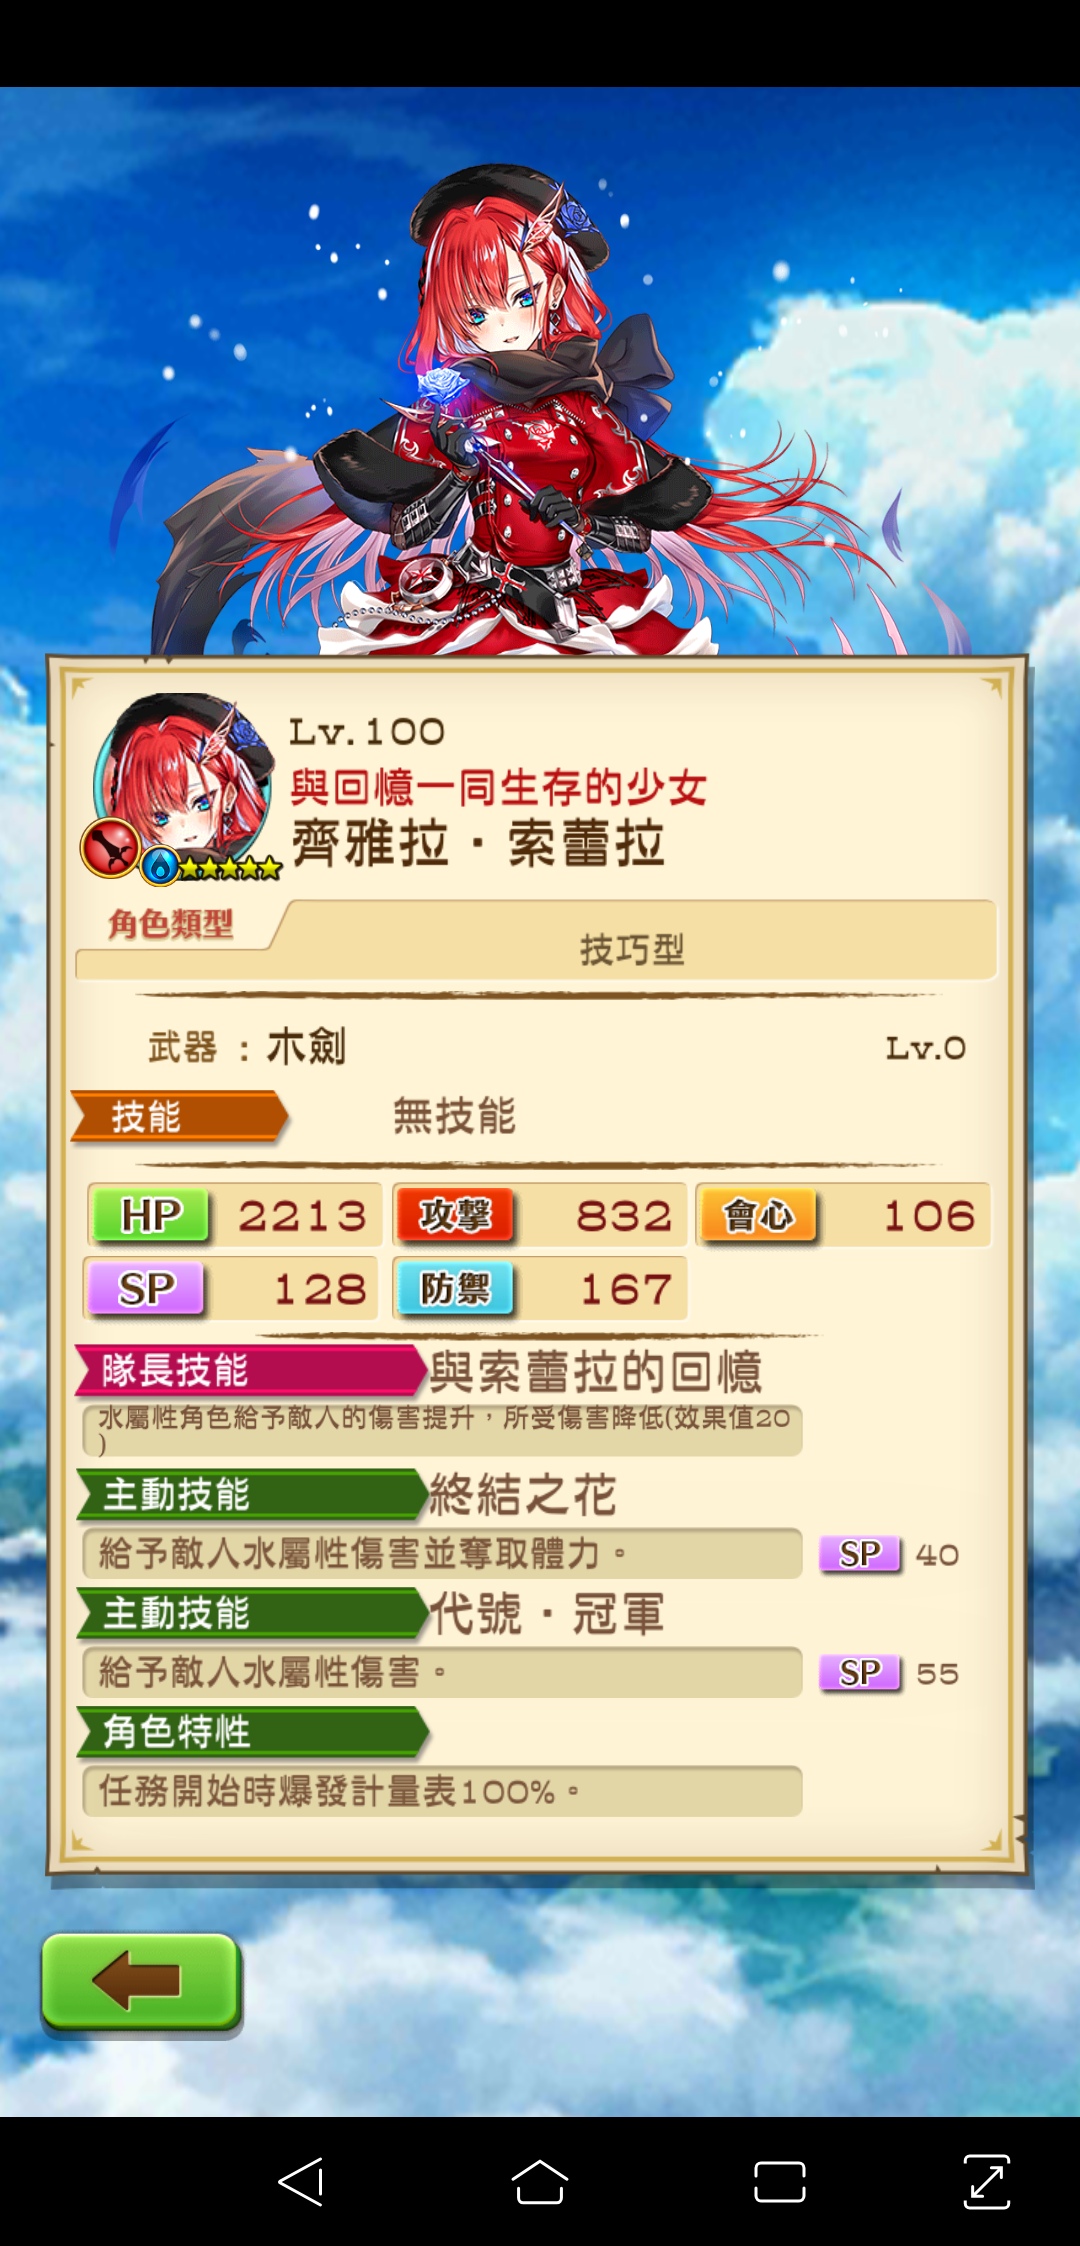 Lv.100
與回憶一同生存的少女
齊雅拉・索蕾拉
角色類型
技巧型
武器：木劍 Lv.0
技能 無技能
HP 2213 攻擊 832 會心 106
SP 128 防禦 167
隊長技能 與索蕾拉的回憶
水屬性角色給予敵人的傷害提升，所受傷害降低(效果值20
)
主動技能 終結之花
給予敵人水屬性傷害並奪取體力。 SP 40
主動技能 代號・冠軍
給予敵人水屬性傷害。 SP 55
角色特性
任務開始時爆發計量表100%。